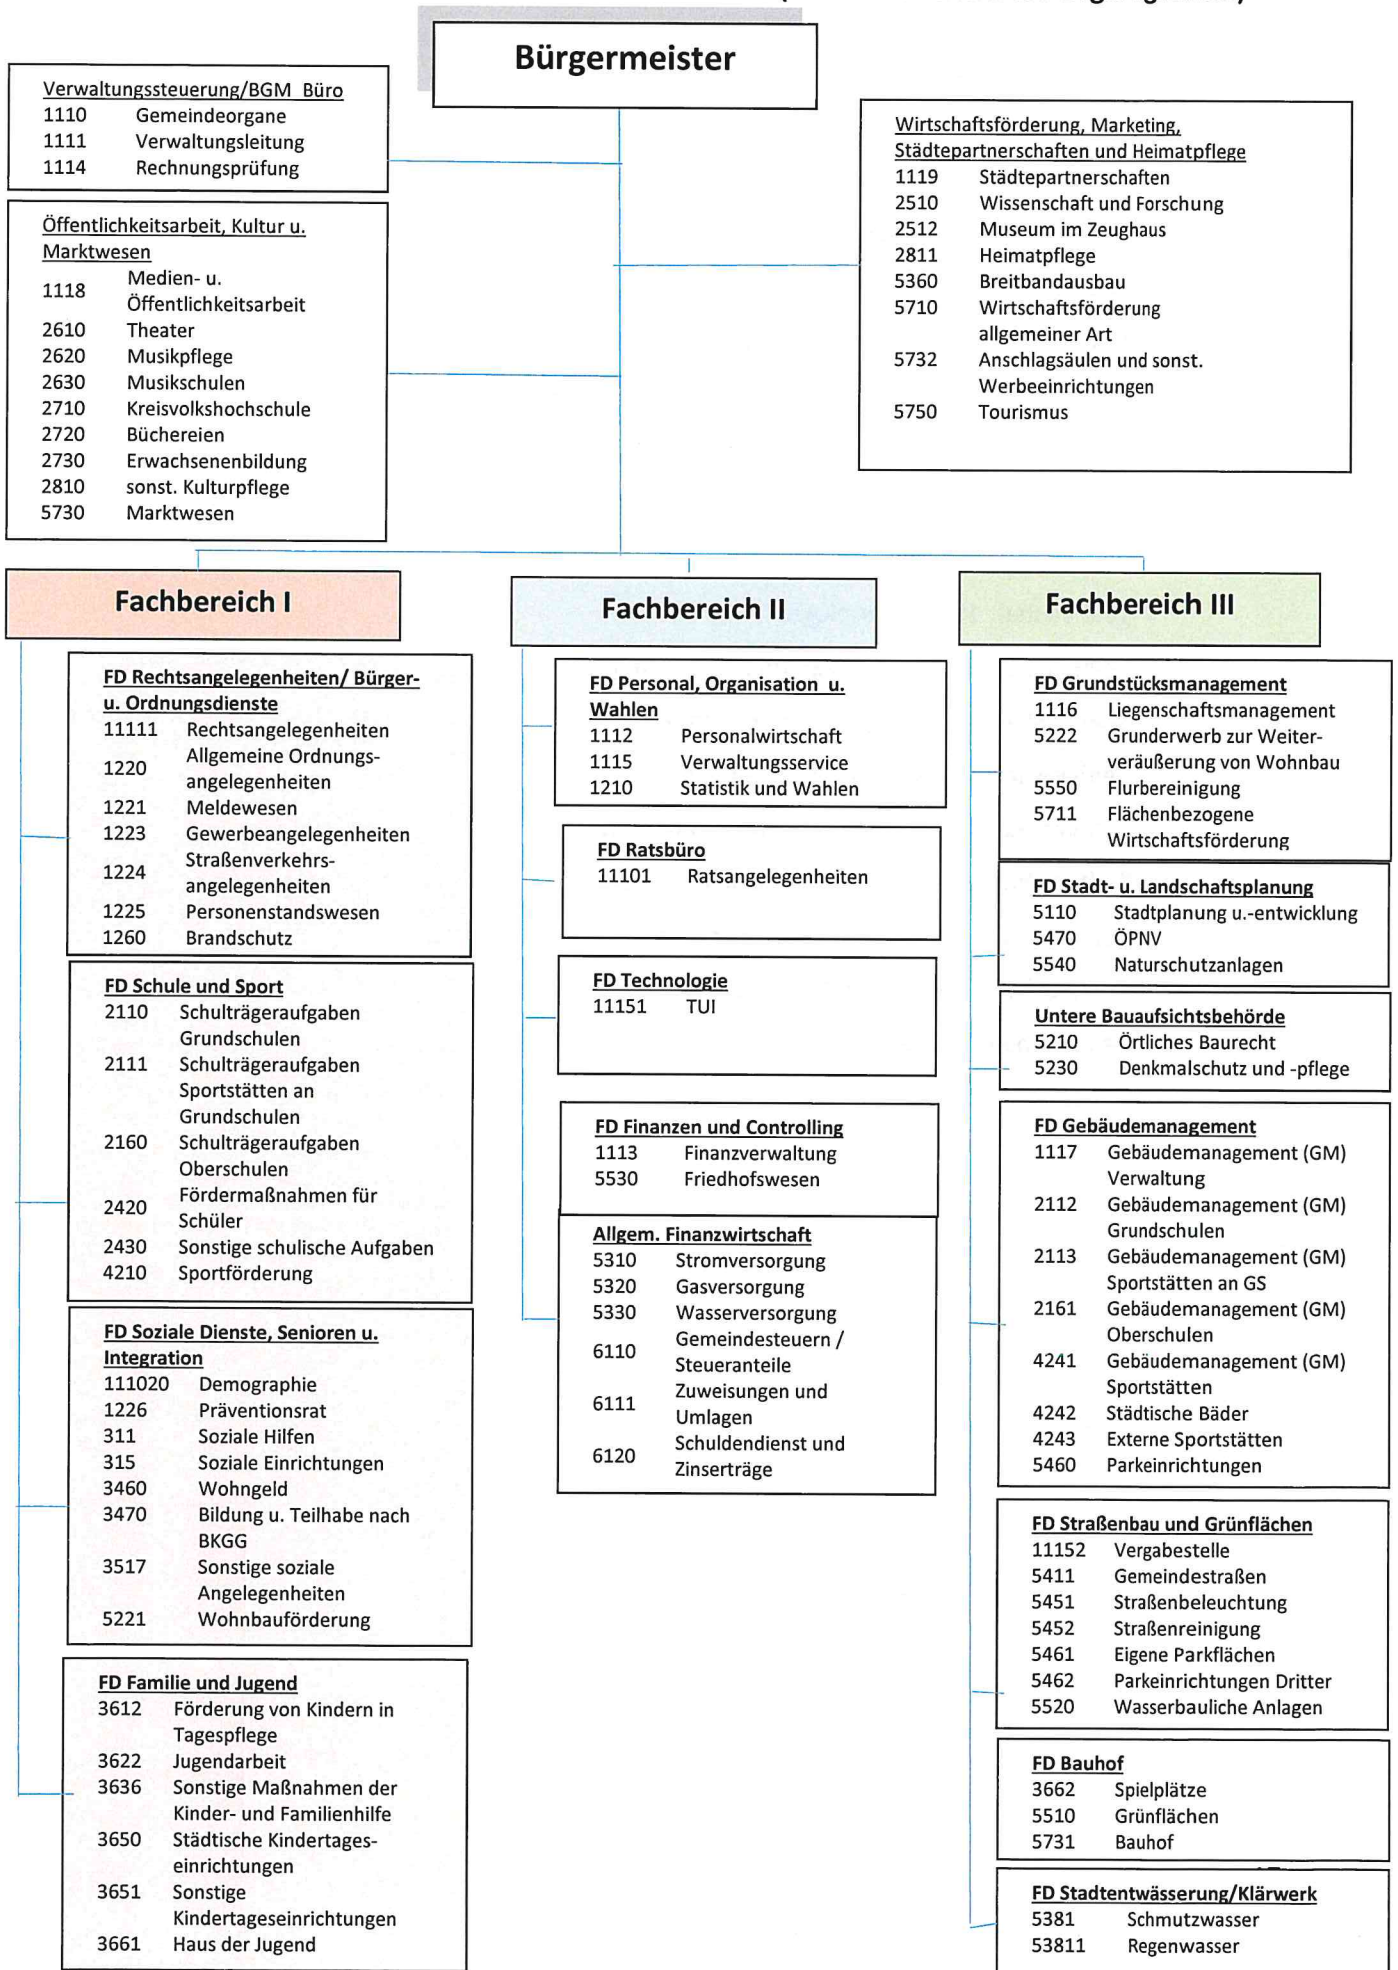 Bürgermeister
Verwaltungssteuerung/BGM Büro
1110 Gemeindeorgane
1111 Verwaltungsleitung
1114 Rechnungsprüfung
Öffentlichkeitsarbeit, Kultur u.
Marktwesen
1118 Medien- u.
Öffentlichkeitsarbeit
2610 Theater
2620 Musikpflege
2630 Musikschulen
2710 Kreisvolkshochschule
2720 Büchereien
2730 Erwachsenenbildung
2810 sonst. Kulturpflege
5730 Marktwesen
Wirtschaftsförderung, Marketing,
Städtepartnerschaften und Heimatpflege
1119 Städtepartnerschaften
2510 Wissenschaft und Forschung
2512 Museum im Zeughaus
2811 Heimatpflege
5360 Breitbandausbau
5710 Wirtschaftsförderung
allgemeiner Art
5732 Anschlagsäulen und sonst.
Werbeeinrichtungen
5750 Tourismus
Fachbereich I
FD Rechtsangelegenheiten/ Bürger-
u. Ordnungsdienste
11111 Rechtsangelegenheiten
1220 Allgemeine Ordnungs-
angelegenheiten
1221 Meldewesen
1223 Gewerbeangelegenheiten
1224 Straßenverkehrs-
angelegenheiten
1225 Personenstandswesen
1260 Brandschutz
FD Schule und Sport
2110 Schulträgeraufgaben
Grundschulen
2111 Schulträgeraufgaben
Sportstätten an
Grundschulen
2160 Schulträgeraufgaben
Oberschulen
2420 Fördermaßnahmen für
Schüler
2430 Sonstige schulische Aufgaben
4210 Sportförderung
FD Soziale Dienste, Senioren u.
Integration
111020 Demographie
1226 Präventionsrat
311 Soziale Hilfen
315 Soziale Einrichtungen
3460 Wohngeld
3470 Bildung u. Teilhabe nach
BKGG
3517 Sonstige soziale
Angelegenheiten
5221 Wohnbauförderung
FD Familie und Jugend
3612 Förderung von Kindern in
Tagespflege
3622 Jugendarbeit
3636 Sonstige Maßnahmen der
Kinder- und Familienhilfe
3650 Städtische Kindertages-
einrichtungen
3651 Sonstige
Kindertageseinrichtungen
3661 Haus der Jugend
Fachbereich II
FD Personal, Organisation u.
Wahlen
1112 Personalwirtschaft
1115 Verwaltungsservice
1210 Statistik und Wahlen
FD Ratsbüro
11101 Ratsangelegenheiten
FD Technologie
11151 TUI
FD Finanzen und Controlling
1113 Finanzverwaltung
5530 Friedhofswesen
Allgem. Finanzwirtschaft
5310 Stromversorgung
5320 Gasversorgung
5330 Wasserversorgung
6110 Gemeindesteuern /
Steueranteile
6111 Zuweisungen und
Umlagen
6120 Schuldendienst und
Zinserträge
Fachbereich III
FD Grundstücksmanagement
1116 Liegenschaftsmanagement
5222 Grunderwerb zur Weiter-
veräußerung von Wohnbau
5550 Flurbereinigung
5711 Flächenbezogene
Wirtschaftsförderung
FD Stadt- u. Landschaftsplanung
5110 Stadtplanung u.-entwicklung
5470 ÖPNV
5540 Naturschutzanlagen
Untere Bauaufsichtsbehörde
5210 Örtliches Baurecht
5230 Denkmalschutz und -pflege
FD Gebäudemanagement
1117 Gebäudemanagement (GM)
Verwaltung
2112 Gebäudemanagement (GM)
Grundschulen
2113 Gebäudemanagement (GM)
Sportstätten an GS
2161 Gebäudemanagement (GM)
Oberschulen
4241 Gebäudemanagement (GM)
Sportstätten
4242 Städtische Bäder
4243 Externe Sportstätten
5460 Parkeinrichtungen
FD Straßenbau und Grünflächen
11152 Vergabestelle
5411 Gemeindestraßen
5451 Straßenbeleuchtung
5452 Straßenreinigung
5461 Eigene Parkflächen
5462 Parkeinrichtungen Dritter
5520 Wasserbauliche Anlagen
FD Bauhof
3662 Spielplätze
5510 Grünflächen
5731 Bauhof
FD Stadtentwässerung/Klärwerk
5381 Schmutzwasser
53811 Regenwasser